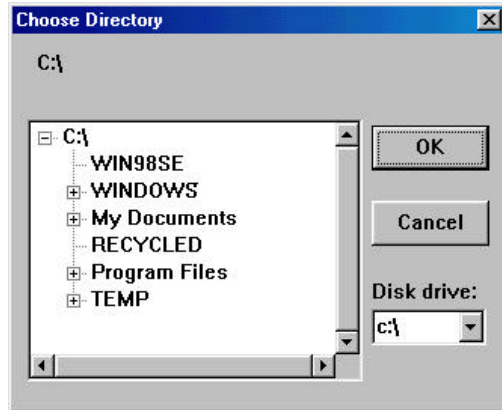 Choose Directory
C:\
C:\
WIN98SE
WINDOWS
My Documents
RECYCLED
Program Files
TEMP
OK
Cancel
Disk drive:
c:\